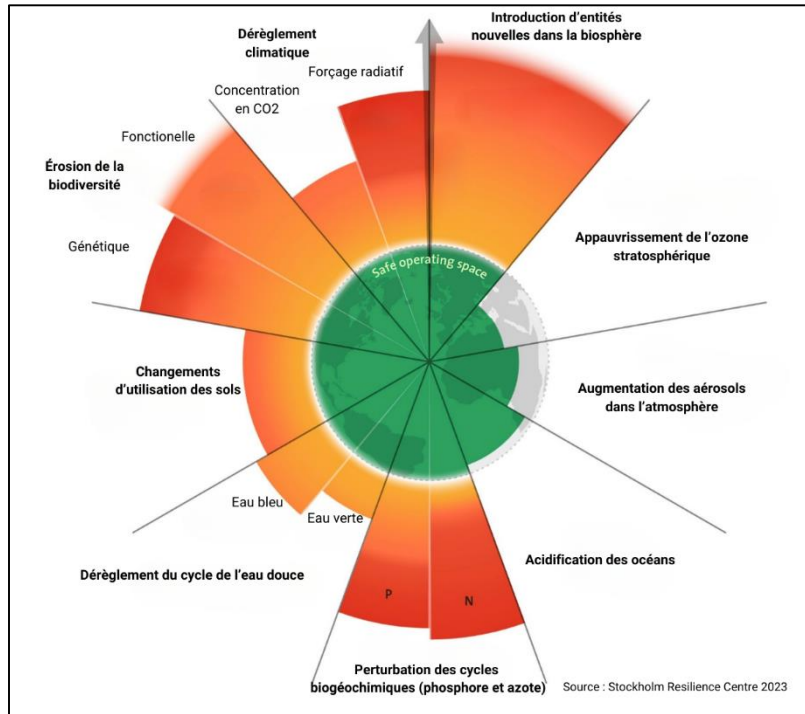 Introduction d'entités
nouvelles dans la biosphère
Dérèglement
climatique
Forçage radiatif
Concentration
en CO2
Fonctionelle
Érosion de la
biodiversité
Génétique
Safe operating space
Appauvrissement de l'ozone
stratosphérique
Changements
d'utilisation des sols
Augmentation des aérosols
dans l'atmosphère
Eau bleu
Eau verte
Dérèglement du cycle de l'eau douce
Acidification des océans
P
N
Perturbation des cycles
biogéochimiques (phosphore et azote)
Source : Stockholm Resilience Centre 2023